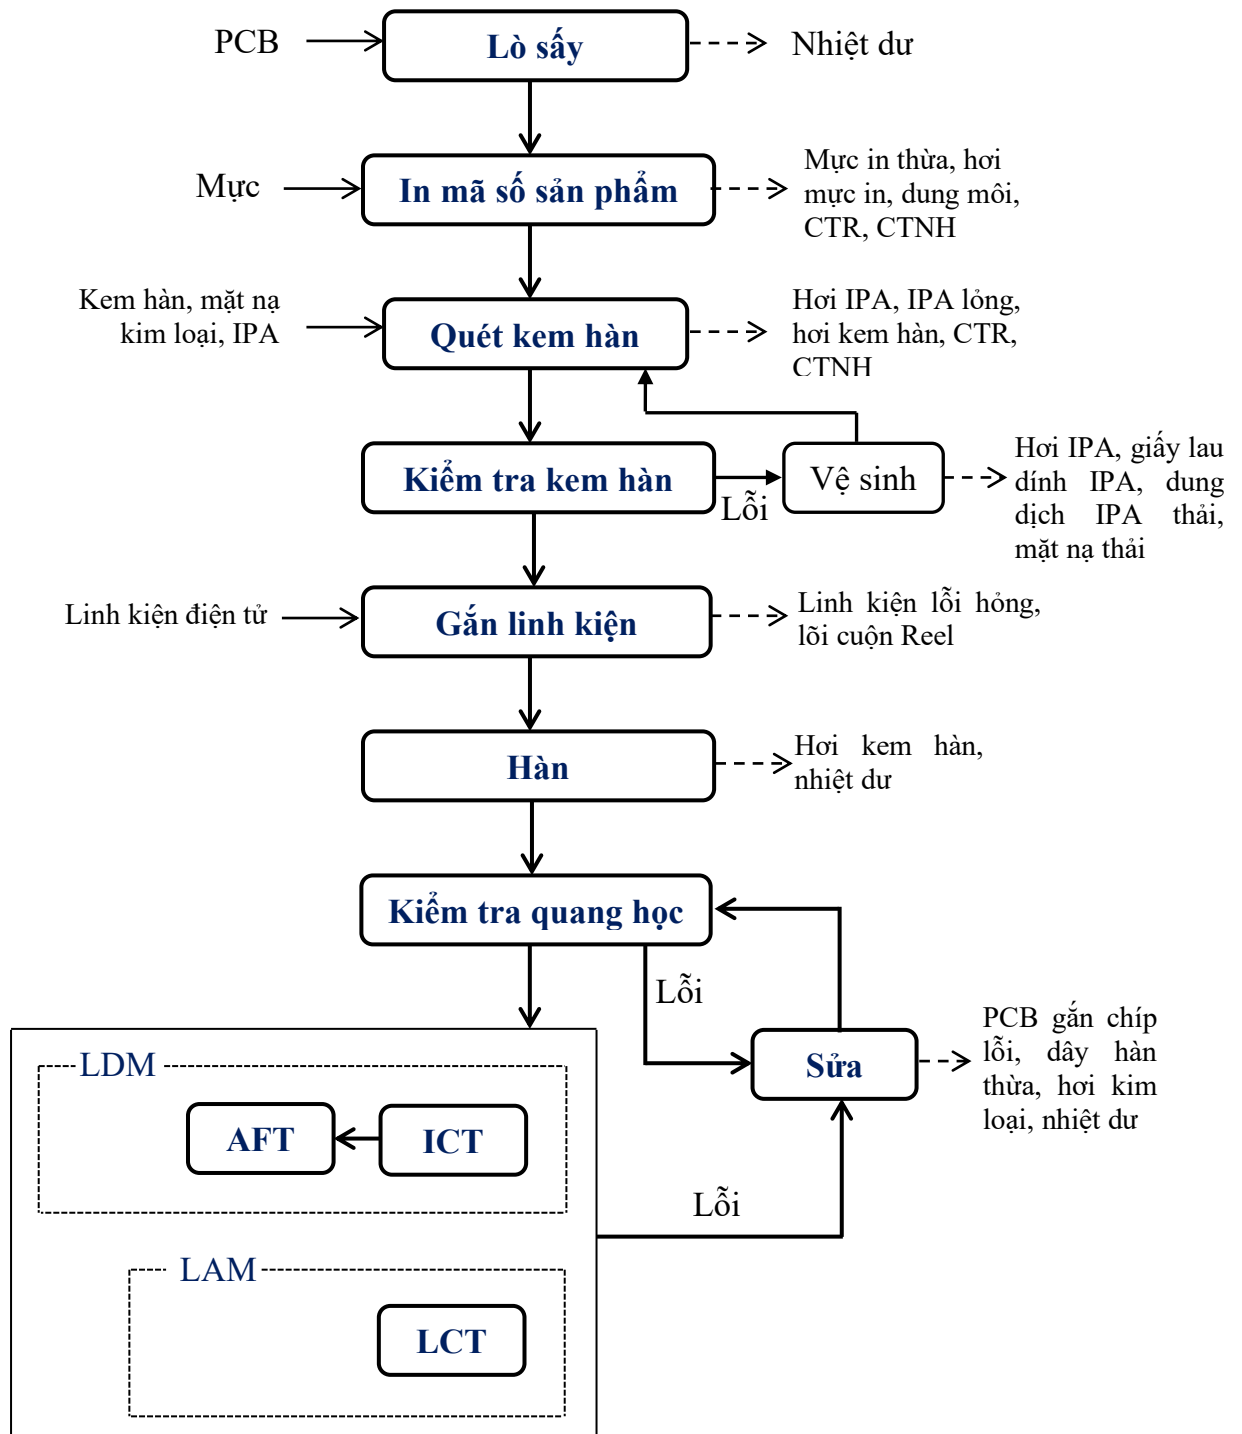 PCB
Lò sấy
Nhiệt dư
Mực
In mã số sản phẩm
Mực in thừa, hơi
mực in, dung môi,
CTR, CTNH
Kem hàn, mặt nạ
kim loại, IPA
Quét kem hàn
Hơi IPA, IPA lỏng,
hơi kem hàn, CTR,
CTNH
Kiểm tra kem hàn
Lỗi
Vệ sinh
Hơi IPA, giấy lau
dính IPA, dung
dịch IPA thải,
mặt nạ thải
Linh kiện điện tử
Gắn linh kiện
Linh kiện lỗi hỏng,
lõi cuộn Reel
Hàn
Hơi kem hàn,
nhiệt dư
Kiểm tra quang học
Lỗi
Sửa
PCB gắn chíp
lỗi, dây hàn
thừa, hơi kim
loại, nhiệt dư
LDM
AFT
ICT
Lỗi
LAM
LCT